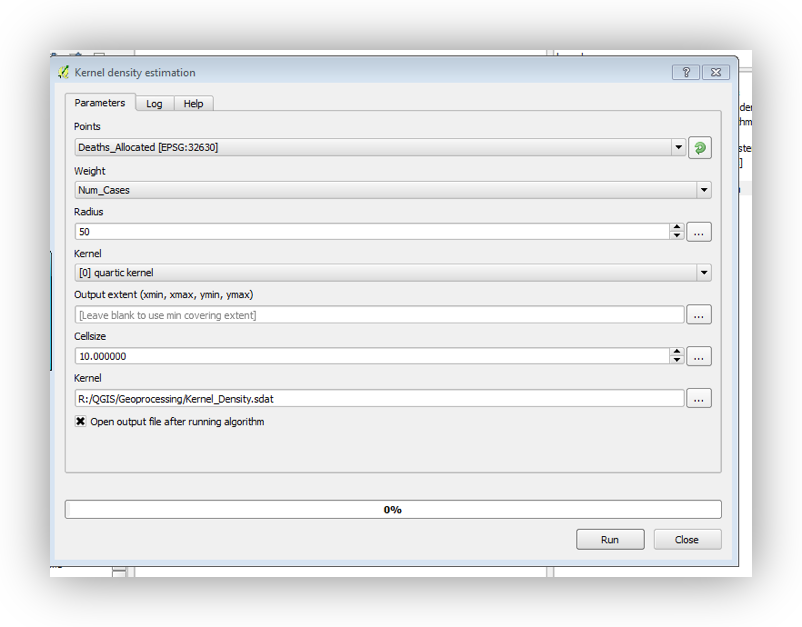 Kernel density estimation
Parameters
Log
Help
Points
Deaths_Allocated [EPSG:32630]
Weight
Num_Cases
Radius
50
...
Kernel
[0] quartic kernel
Output extent (xmin, xmax, ymin, ymax)
[Leave blank to use min covering extent]
...
Cellsize
10.000000
...
Kernel
R:/QGIS/Geoprocessing/Kernel_Density.sdat
...
Open output file after running algorithm
0%
Run
Close